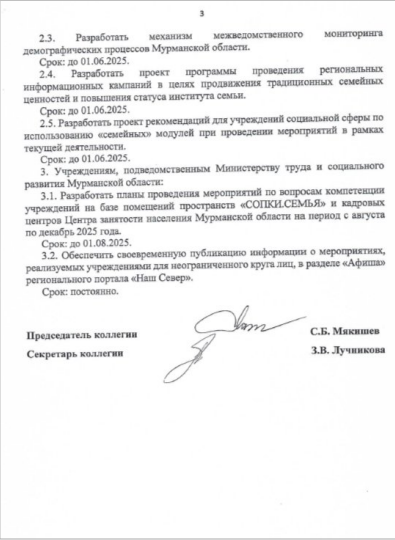 3
2.3. Разработать механизм межведомственного мониторинга
демографических процессов Мурманской области.
Срок: до 01.06.2025.
2.4. Разработать проект программы проведения региональных
информационных кампаний в целях продвижения традиционных семейных
ценностей и повышения статуса института семьи.
Срок: до 01.06.2025.
2.5. Разработать проект рекомендаций для учреждений социальной сферы по
использованию «семейных» модулей при проведении мероприятий в рамках
текущей деятельности.
Срок: до 01.06.2025.
3. Учреждениям, подведомственным Министерству труда и социального
развития Мурманской области:
3.1. Разработать планы проведения мероприятий по вопросам компетенции
учреждений на базе помещений пространств «СОПКИ.СЕМЬЯ» и кадровых
центров Центра занятости населения Мурманской области на период с августа
по декабрь 2025 года.
Срок: до 01.08.2025.
3.2. Обеспечить своевременную публикацию информации о мероприятиях,
реализуемых учреждениями для неограниченного круга лиц, в разделе «Афиша»
регионального портала «Наш Север».
Срок: постоянно.
Председатель коллегии С.Б. Мякишев
Секретарь коллегии З.В. Лучникова